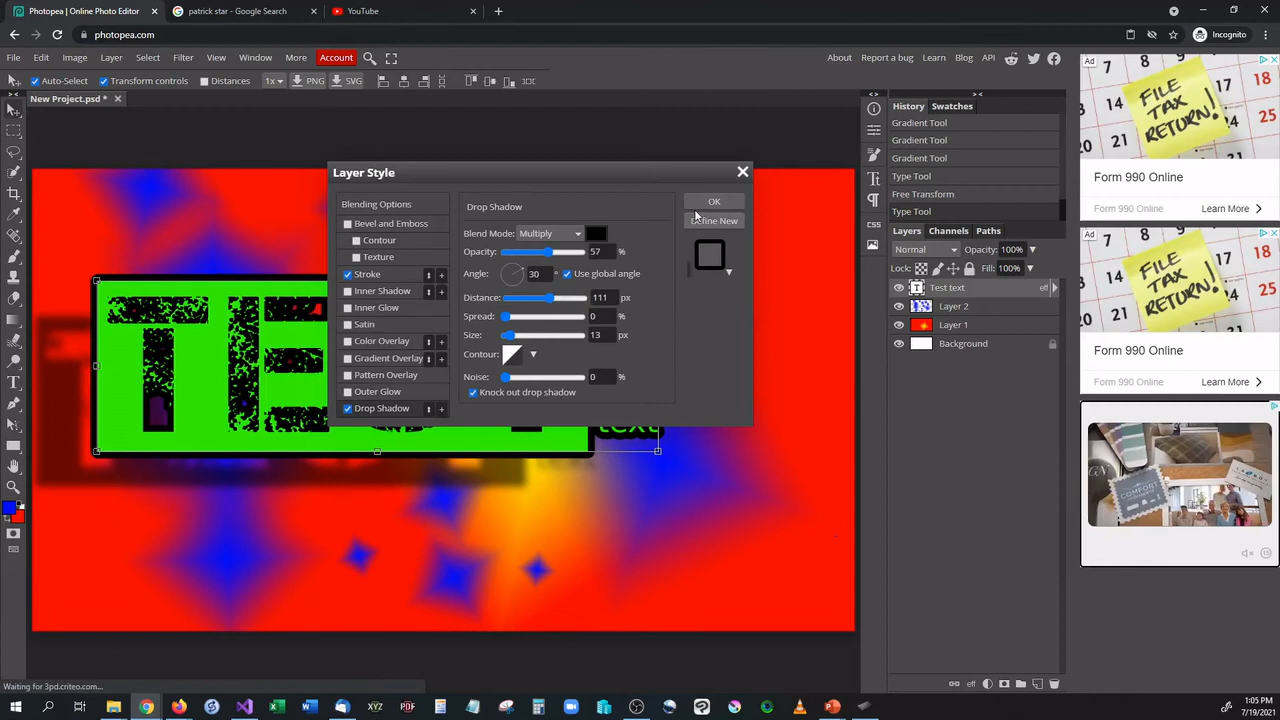 Photopea | Online Photo Editor
patrick star - Google Search
YouTube
photopea.com
Incognito
File Edit Image Layer Select Filter View Window More Account
About Report a bug Learn Blog API
Auto-Select Transform controls Distances 1x PNG SVG
New Project.psd *
History Swatches
Gradient Tool
Gradient Tool
Gradient Tool
Type Tool
Free Transform
Type Tool
Layers Channels Paths
Normal Opacity: 100%
Lock: Fill: 100%
Test text eff
Layer 2
Layer 1
Background
CSS
Layer Style
Blending Options
Bevel and Emboss
Contour
Texture
Stroke
Inner Shadow
Inner Glow
Satin
Color Overlay
Gradient Overlay
Pattern Overlay
Outer Glow
Drop Shadow
Drop Shadow
Blend Mode: Multiply
Opacity: 57 %
Angle: 30 ° Use global angle
Distance: 111 px
Spread: 0 %
Size: 13 px
Contour:
Noise: 0 %
Knock out drop shadow
OK
Define New
TE
text
Ad
FILE TAX RETURN!
Form 990 Online
Form 990 Online Learn More
Ad
FILE TAX RETURN!
Form 990 Online
Form 990 Online Learn More
eff
Waiting for 3pd.criteo.com...
1:05 PM
7/19/2021